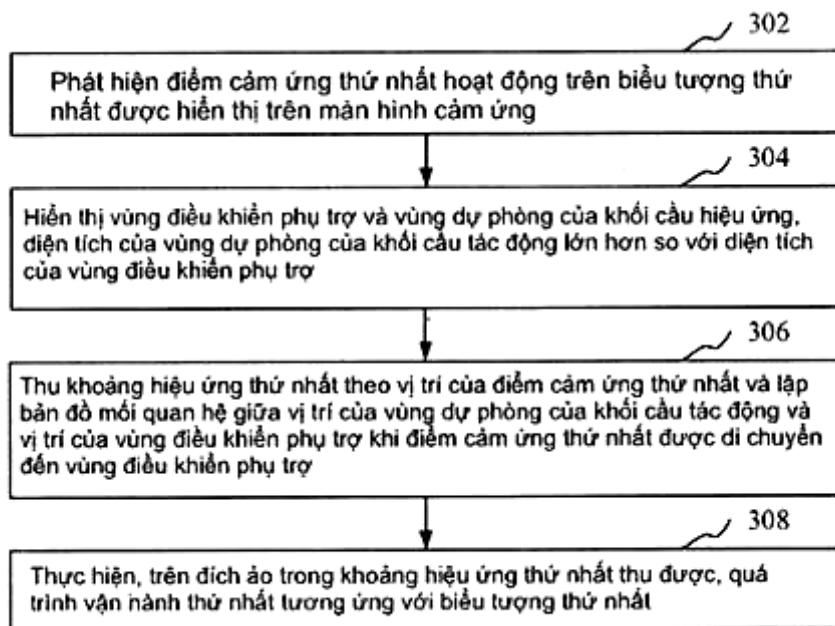 302
Phát hiện điểm cảm ứng thứ nhất hoạt động trên biểu tượng thứ
nhất được hiển thị trên màn hình cảm ứng
304
Hiển thị vùng điều khiển phụ trợ và vùng dự phòng của khối cầu hiệu ứng,
diện tích của vùng dự phòng của khối cầu tác động lớn hơn so với diện tích
của vùng điều khiển phụ trợ
306
Thu khoảng hiệu ứng thứ nhất theo vị trí của điểm cảm ứng thứ nhất và lập
bản đồ mối quan hệ giữa vị trí của vùng dự phòng của khối cầu tác động và
vị trí của vùng điều khiển phụ trợ khi điểm cảm ứng thứ nhất được di chuyển
đến vùng điều khiển phụ trợ
308
Thực hiện, trên đích ảo trong khoảng hiệu ứng thứ nhất thu được, quá
trình vận hành thứ nhất tương ứng với biểu tượng thứ nhất